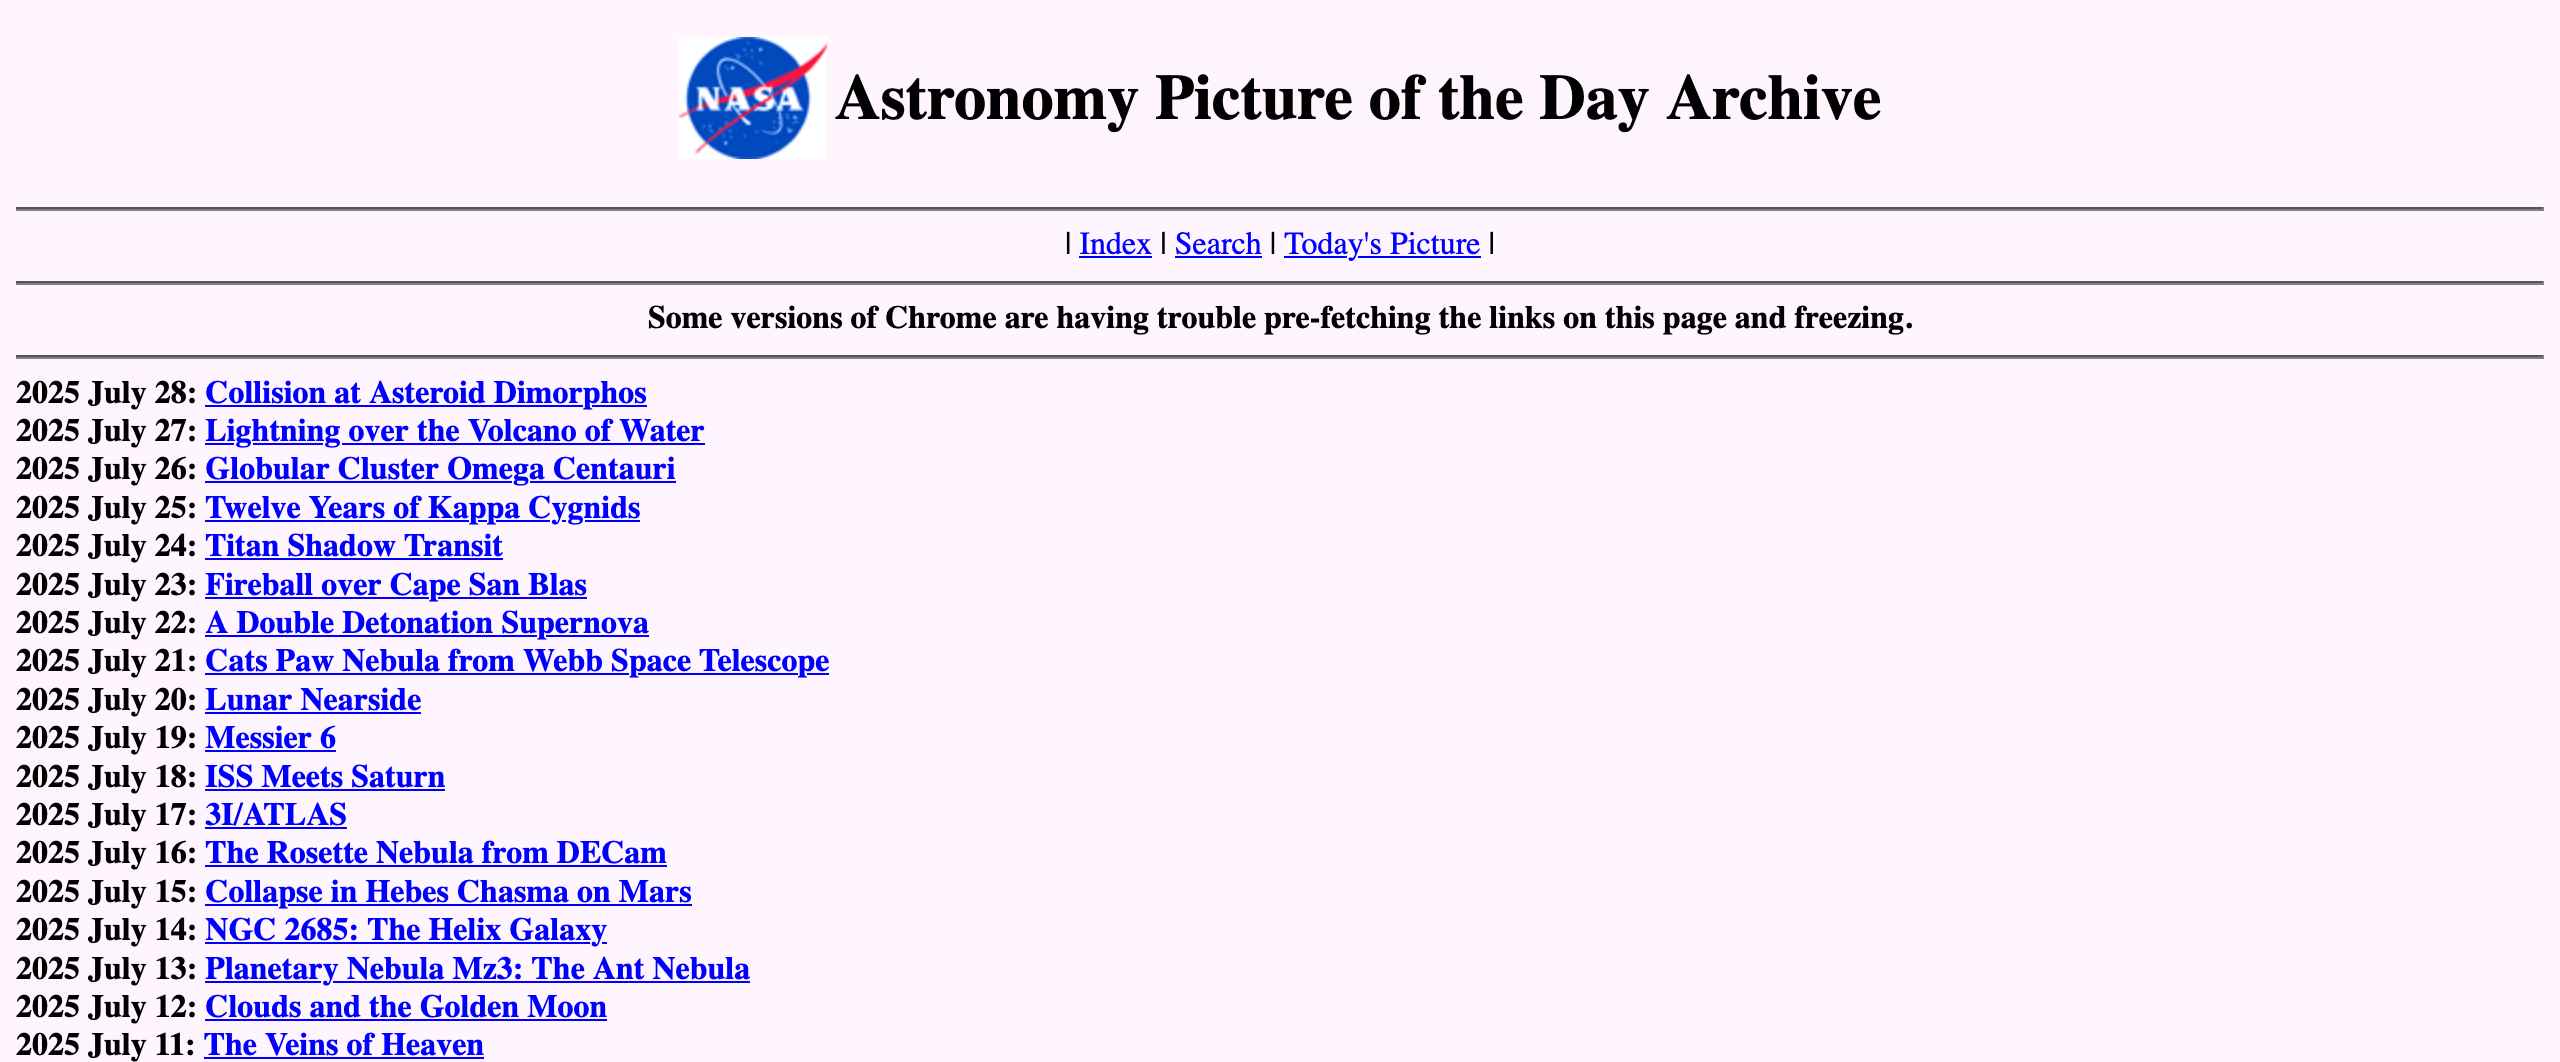 NASA
Astronomy Picture of the Day Archive
| Index | Search | Today's Picture |
Some versions of Chrome are having trouble pre-fetching the links on this page and freezing.
2025 July 28: Collision at Asteroid Dimorphos
2025 July 27: Lightning over the Volcano of Water
2025 July 26: Globular Cluster Omega Centauri
2025 July 25: Twelve Years of Kappa Cygnids
2025 July 24: Titan Shadow Transit
2025 July 23: Fireball over Cape San Blas
2025 July 22: A Double Detonation Supernova
2025 July 21: Cats Paw Nebula from Webb Space Telescope
2025 July 20: Lunar Nearside
2025 July 19: Messier 6
2025 July 18: ISS Meets Saturn
2025 July 17: 3I/ATLAS
2025 July 16: The Rosette Nebula from DECam
2025 July 15: Collapse in Hebes Chasma on Mars
2025 July 14: NGC 2685: The Helix Galaxy
2025 July 13: Planetary Nebula Mz3: The Ant Nebula
2025 July 12: Clouds and the Golden Moon
2025 July 11: The Veins of Heaven